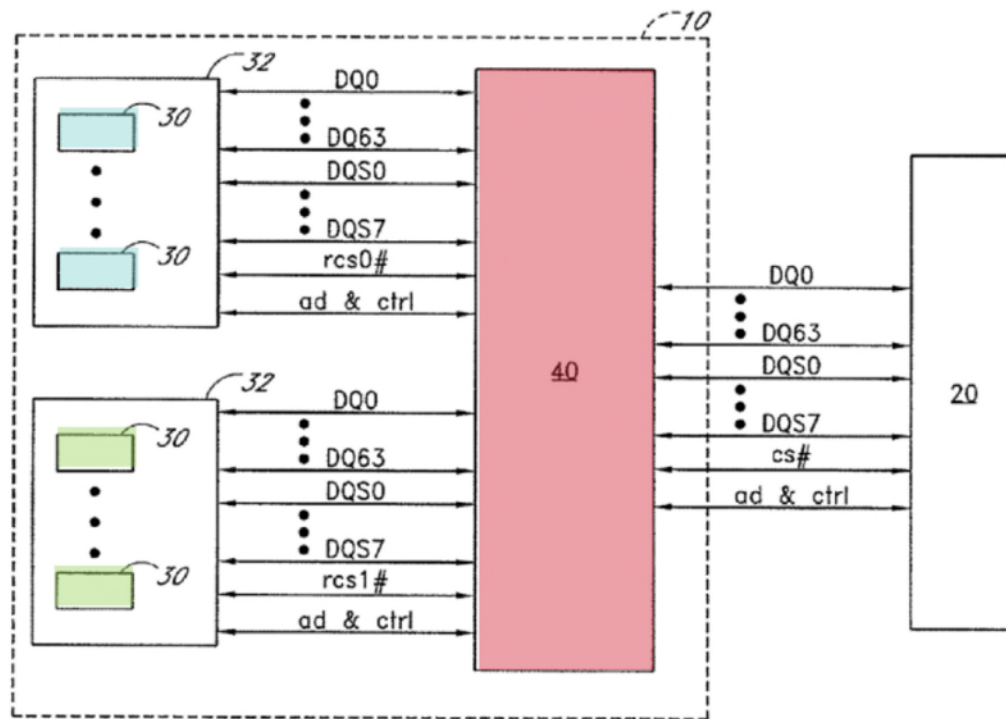 10
32
30
30
DQ0
DQ63
DQS0
DQS7
rcs0#
ad & ctrl
32
30
30
DQ0
DQ63
DQS0
DQS7
rcs1#
ad & ctrl
40
DQ0
DQ63
DQS0
DQS7
cs#
ad & ctrl
20